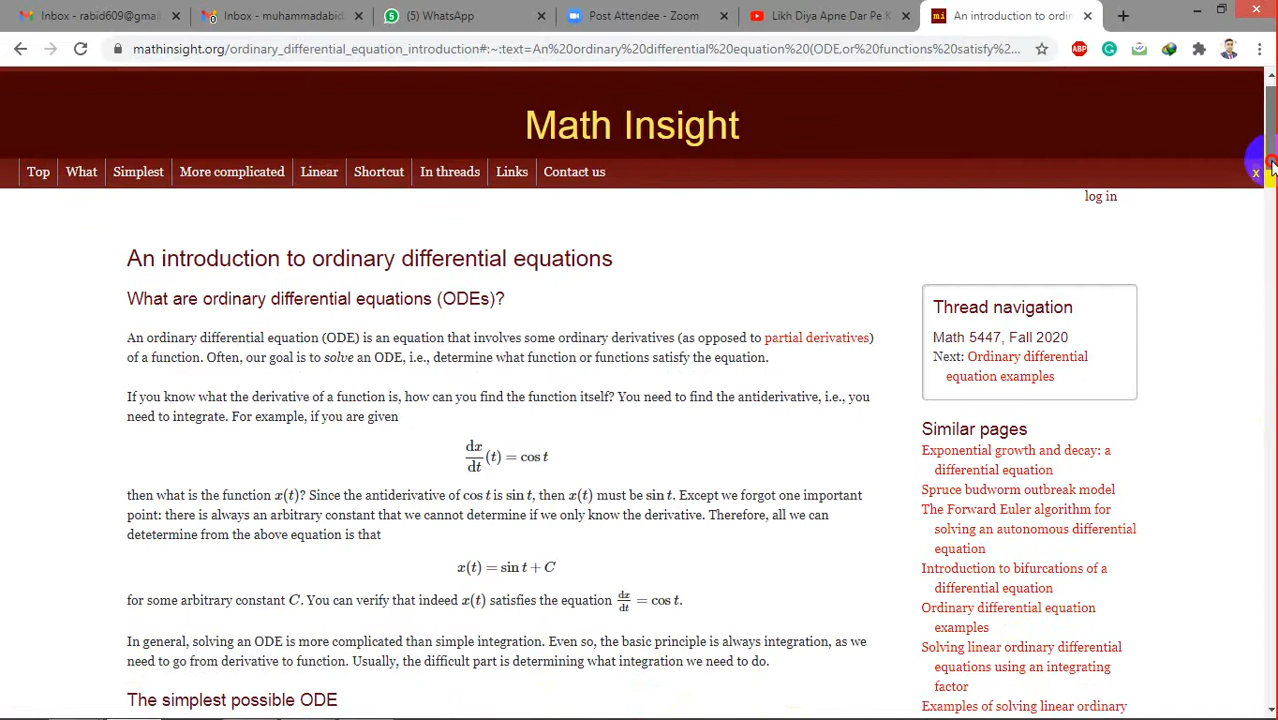 Inbox - rabid609@gmai
Inbox - muhammadabid
(5) WhatsApp
Post Attendee - Zoom
Likh Diya Apne Dar Pe K
An introduction to ordin
mathinsight.org/ordinary_differential_equation_introduction#:~:text=An%20ordinary%20differential%20equation%20(ODE,or%20functions%20satisfy%2...
ABP
Math Insight
Top What Simplest More complicated Linear Shortcut In threads Links Contact us
x
log in
An introduction to ordinary differential equations
What are ordinary differential equations (ODEs)?
An ordinary differential equation (ODE) is an equation that involves some ordinary derivatives (as opposed to partial derivatives)
of a function. Often, our goal is to solve an ODE, i.e., determine what function or functions satisfy the equation.
If you know what the derivative of a function is, how can you find the function itself? You need to find the antiderivative, i.e., you
need to integrate. For example, if you are given
dx/dt (t) = cos t
then what is the function x(t)? Since the antiderivative of cos t is sin t, then x(t) must be sin t. Except we forgot one important
point: there is always an arbitrary constant that we cannot determine if we only know the derivative. Therefore, all we can
detetermine from the above equation is that
x(t) = sin t + C
for some arbitrary constant C. You can verify that indeed x(t) satisfies the equation dx/dt = cos t.
In general, solving an ODE is more complicated than simple integration. Even so, the basic principle is always integration, as we
need to go from derivative to function. Usually, the difficult part is determining what integration we need to do.
The simplest possible ODE
Thread navigation
Math 5447, Fall 2020
Next: Ordinary differential
equation examples
Similar pages
Exponential growth and decay: a
differential equation
Spruce budworm outbreak model
The Forward Euler algorithm for
solving an autonomous differential
equation
Introduction to bifurcations of a
differential equation
Ordinary differential equation
examples
Solving linear ordinary differential
equations using an integrating
factor
Examples of solving linear ordinary